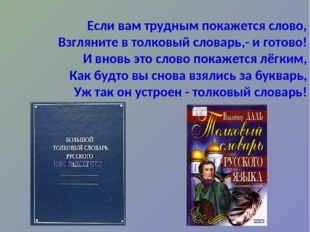 Если вам трудным покажется слово,
Взгляните в толковый словарь,- и готово!
И вновь это слово покажется лёгким,
Как будто вы снова взялись за букварь,
Уж так он устроен - толковый словарь!
БОЛЬШОЙ
ТОЛКОВЫЙ СЛОВАРЬ
РУССКОГО
Владимир ДАЛЬ
Толковый
словарь
РУССКОГО
ЯЗЫКА